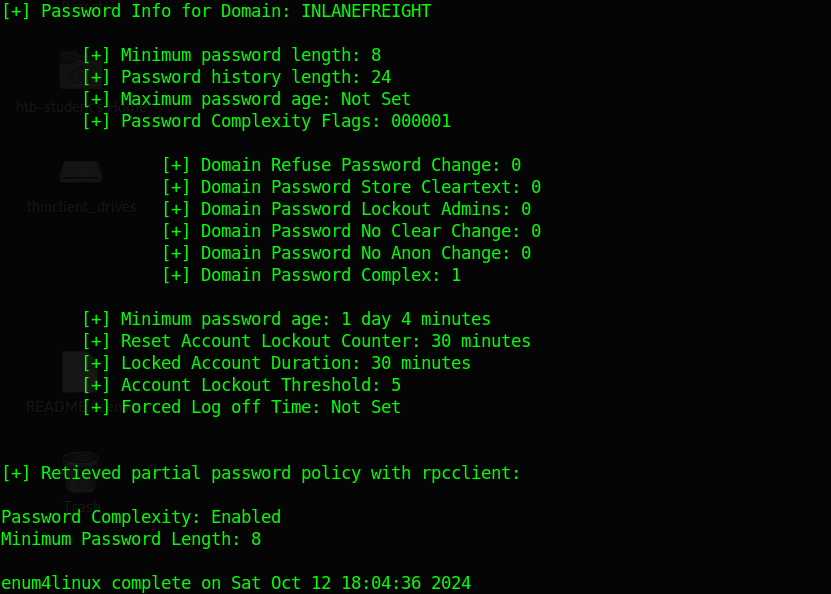 [+] Password Info for Domain: INLANEFREIGHT
[+] Minimum password length: 8
[+] Password history length: 24
[+] Maximum password age: Not Set
[+] Password Complexity Flags: 000001
[+] Domain Refuse Password Change: 0
[+] Domain Password Store Cleartext: 0
[+] Domain Password Lockout Admins: 0
[+] Domain Password No Clear Change: 0
[+] Domain Password No Anon Change: 0
[+] Domain Password Complex: 1
[+] Minimum password age: 1 day 4 minutes
[+] Reset Account Lockout Counter: 30 minutes
[+] Locked Account Duration: 30 minutes
[+] Account Lockout Threshold: 5
[+] Forced Log off Time: Not Set
[+] Retieved partial password policy with rpcclient:
Password Complexity: Enabled
Minimum Password Length: 8
enum4linux complete on Sat Oct 12 18:04:36 2024
thinclient_drives
Trash